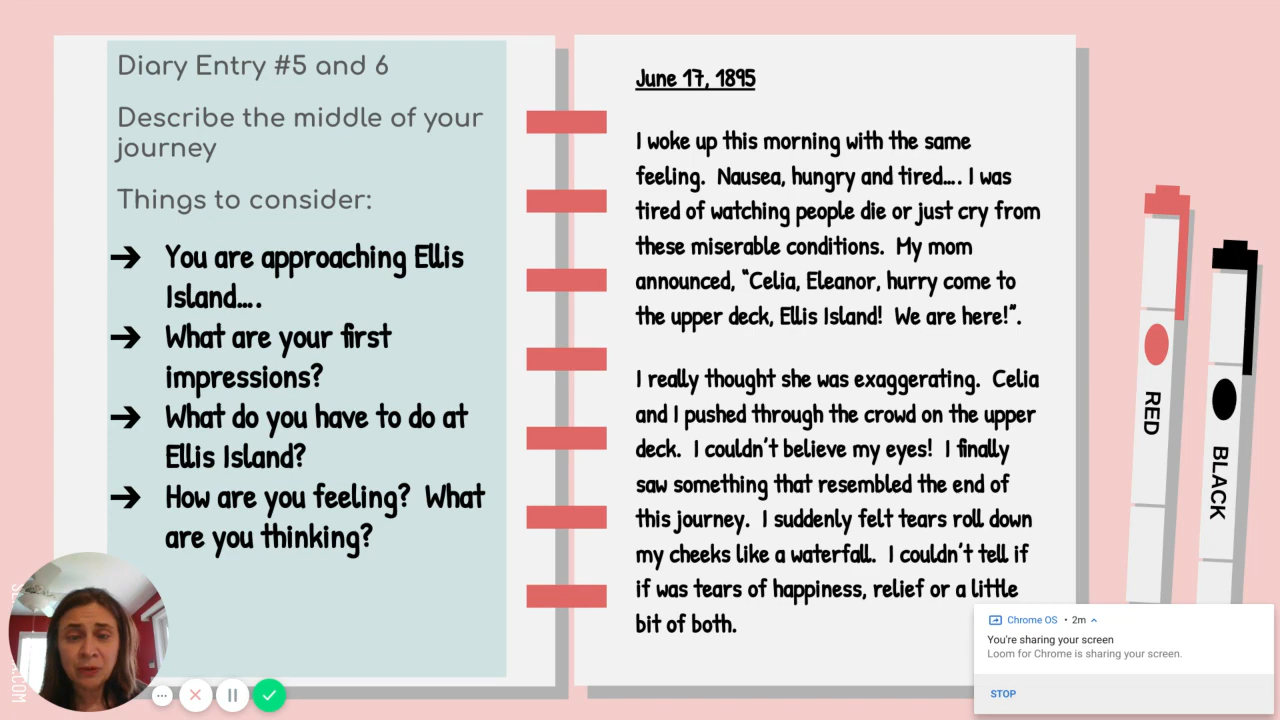 Diary Entry #5 and 6
Describe the middle of your
journey
Things to consider:
➔ You are approaching Ellis
Island....
➔ What are your first
impressions?
➔ What do you have to do at
Ellis Island?
➔ How are you feeling? What
are you thinking?
June 17, 1895
I woke up this morning with the same
feeling. Nausea, hungry and tired.... I was
tired of watching people die or just cry from
these miserable conditions. My mom
announced, "Celia, Eleanor, hurry come to
the upper deck, Ellis Island! We are here!".
I really thought she was exaggerating. Celia
and I pushed through the crowd on the upper
deck. I couldn't believe my eyes! I finally
saw something that resembled the end of
this journey. I suddenly felt tears roll down
my cheeks like a waterfall. I couldn't tell if
if was tears of happiness, relief or a little
bit of both.
RED
BLACK
Chrome OS • 2m
You're sharing your screen
Loom for Chrome is sharing your screen.
STOP